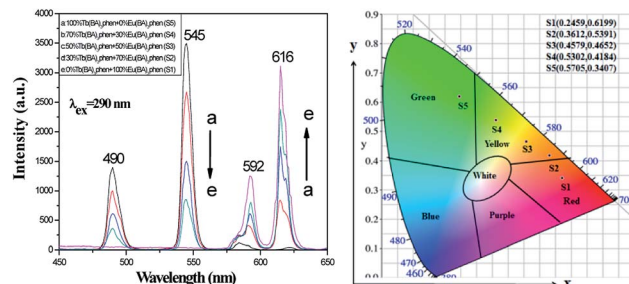 a:100%Tb(BA)3phen+0%Eu(BA)3phen (S5)
b:70%Tb(BA)3phen+30%Eu(BA)3phen (S4)
c:50%Tb(BA)3phen+50%Eu(BA)3phen (S3)
d:30%Tb(BA)3phen+70%Eu(BA)3phen (S2)
e:0%Tb(BA)3phen+100%Eu(BA)3phen (S1)
545
616
λex=290 nm
490
592
a
e
e
a
4000
3500
3000
2500
2000
1500
1000
500
0
Intensity (a.u.)
450 500 550 600 650
Wavelength (nm)
0.9
0.8
0.7
0.6
0.5
0.4
0.3
0.2
0.1
0.0
y
y
S1(0.2459,0.6199)
S2(0.3612,0.5391)
S3(0.4579,0.4652)
S4(0.5302,0.4184)
S5(0.5705,0.3407)
520
540
560
500
580
600
620
70
490
480
470
460
380
Green
S5
S4
Yellow
S3
S2
S1
White
Red
Blue
Purple
x